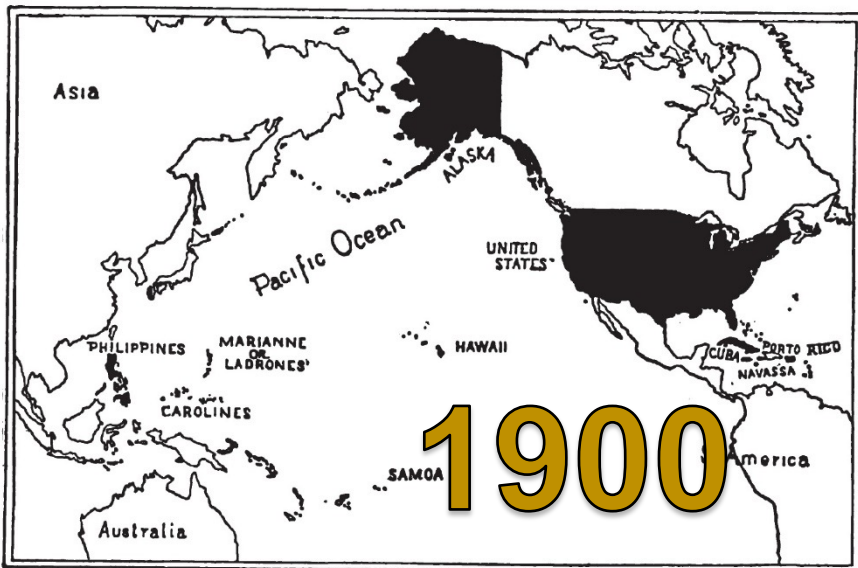 Asia
ALASKA
Pacific Ocean
UNITED
STATES
PHILIPPINES
MARIANNE
OR
LADRONES
HAWAII
CUBA
PORTO RICO
NAVASSA
CAROLINES
1900
SAMOA
America
Australia